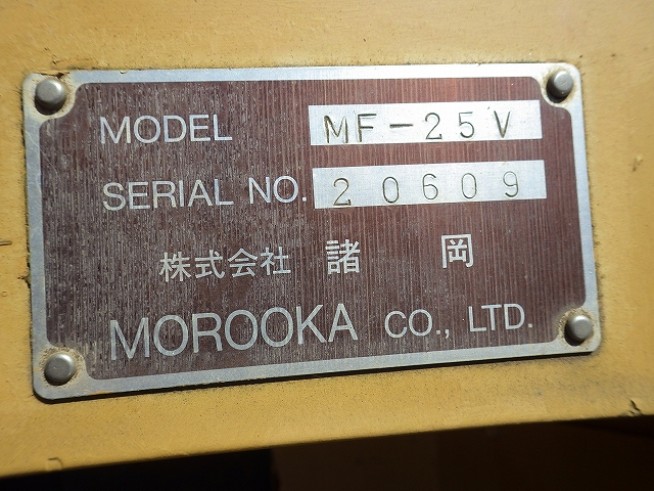 MODEL MF-25V
SERIAL NO. 20609
株式会社 諸岡
MOROOKA CO., LTD.